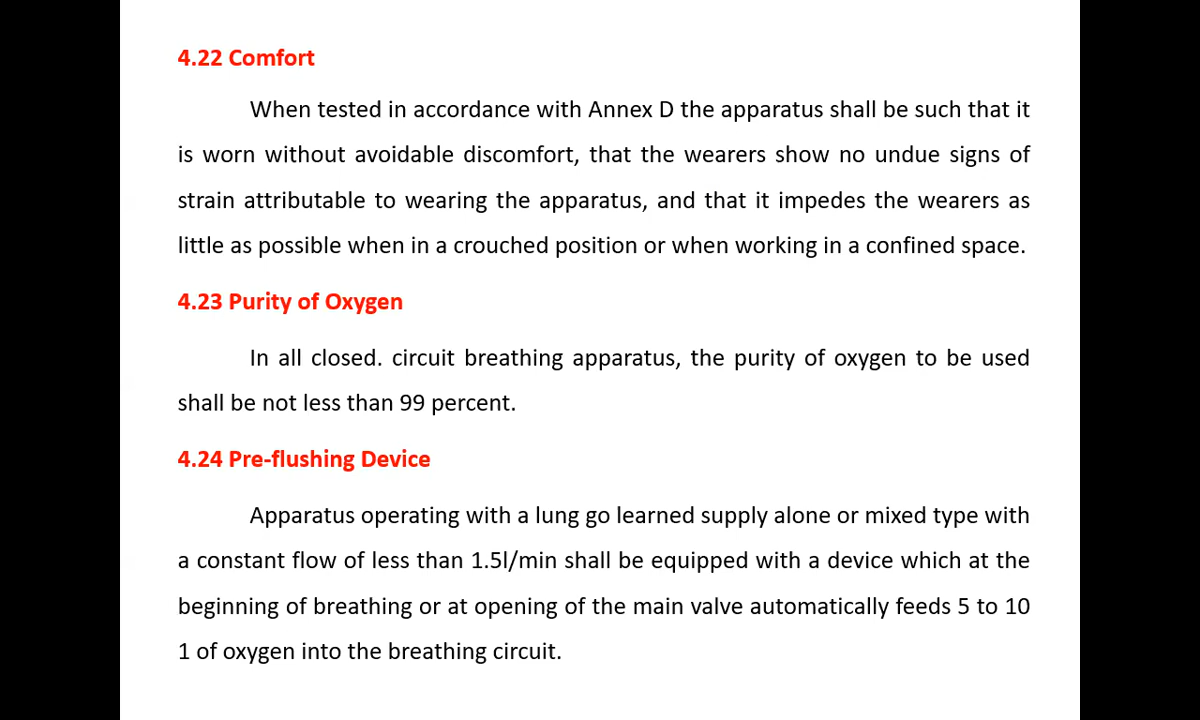 4.22 Comfort
When tested in accordance with Annex D the apparatus shall be such that it
is worn without avoidable discomfort, that the wearers show no undue signs of
strain attributable to wearing the apparatus, and that it impedes the wearers as
little as possible when in a crouched position or when working in a confined space.
4.23 Purity of Oxygen
In all closed. circuit breathing apparatus, the purity of oxygen to be used
shall be not less than 99 percent.
4.24 Pre-flushing Device
Apparatus operating with a lung go learned supply alone or mixed type with
a constant flow of less than 1.5l/min shall be equipped with a device which at the
beginning of breathing or at opening of the main valve automatically feeds 5 to 10
1 of oxygen into the breathing circuit.